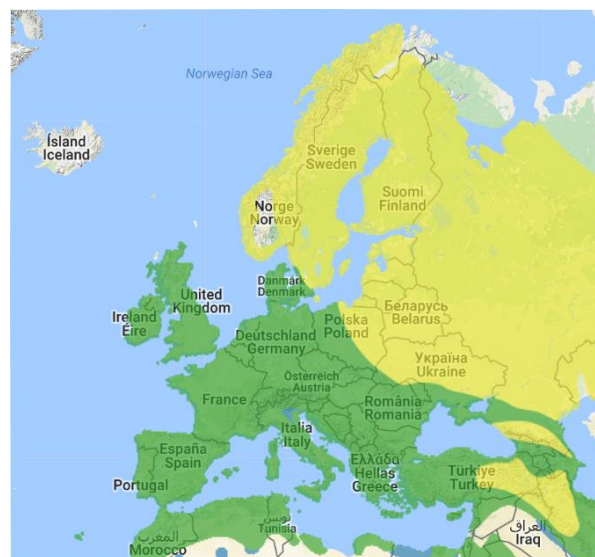 Norwegian Sea
Ísland
Iceland
Sverige
Sweden
Suomi
Finland
Norge
Norway
Danmark
Denmark
United
Kingdom
Ireland
Éire
Беларусь
Belarus
Polska
Poland
Deutschland
Germany
Україна
Ukraine
Österreich
Austria
France
România
Romania
Italia
Italy
España
Spain
Ελλάδα
Hellas
Greece
Türkiye
Turkey
Portugal
تونس
Tunisia
العراق
Iraq
المغرب
Morocco